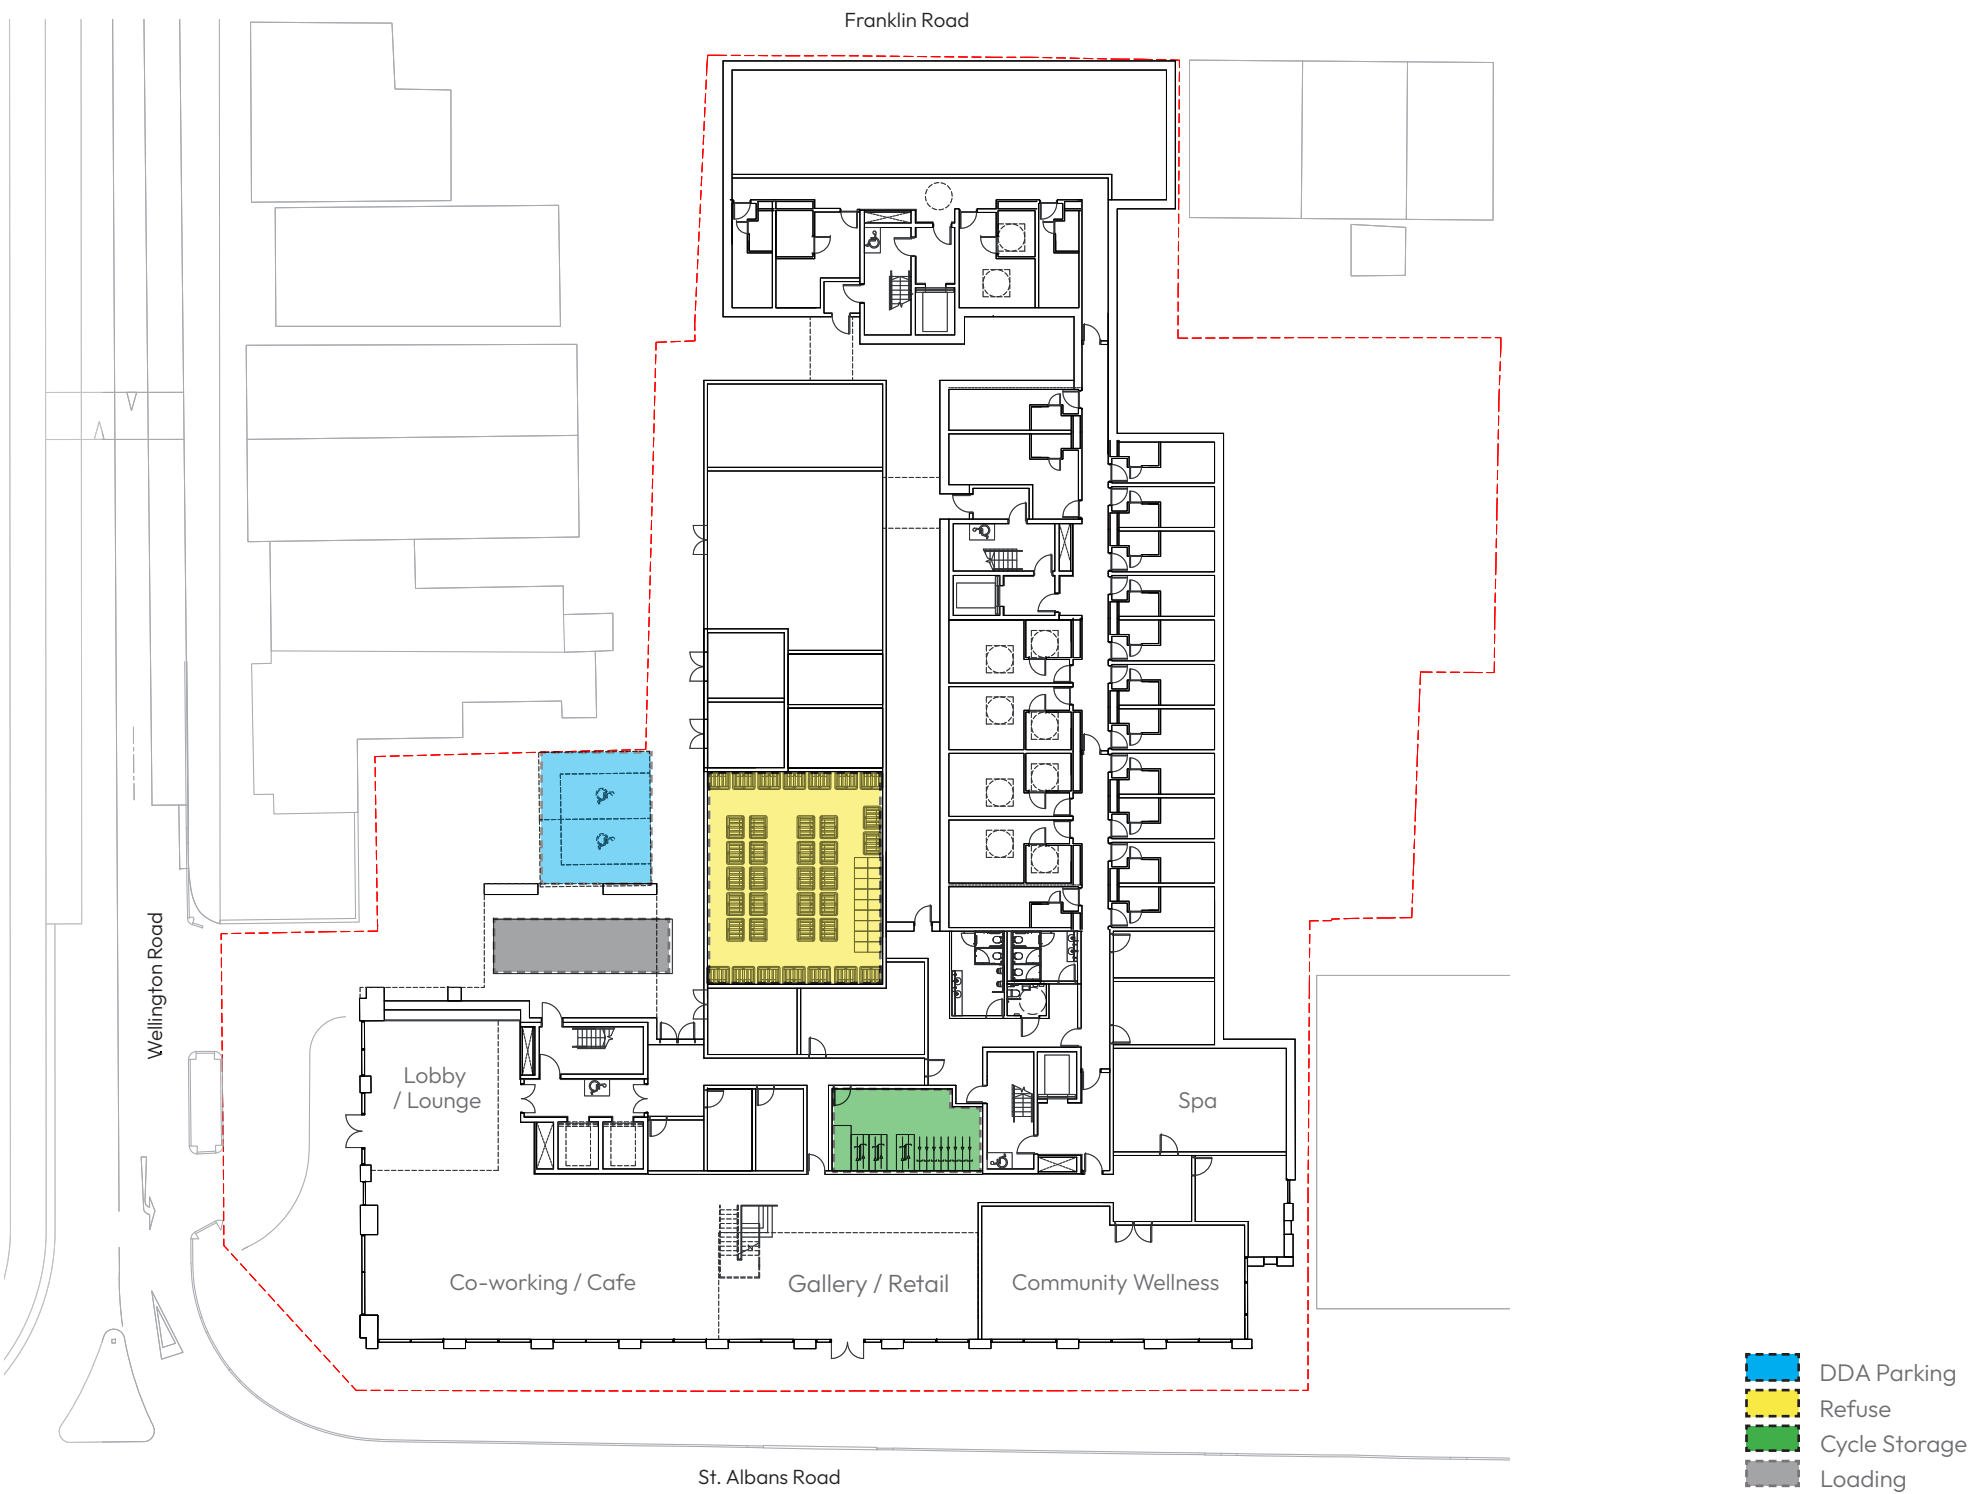 Franklin Road
Wellington Road
Lobby
/ Lounge
Spa
Co-working / Cafe
Gallery / Retail
Community Wellness
DDA Parking
Refuse
Cycle Storage
Loading
St. Albans Road